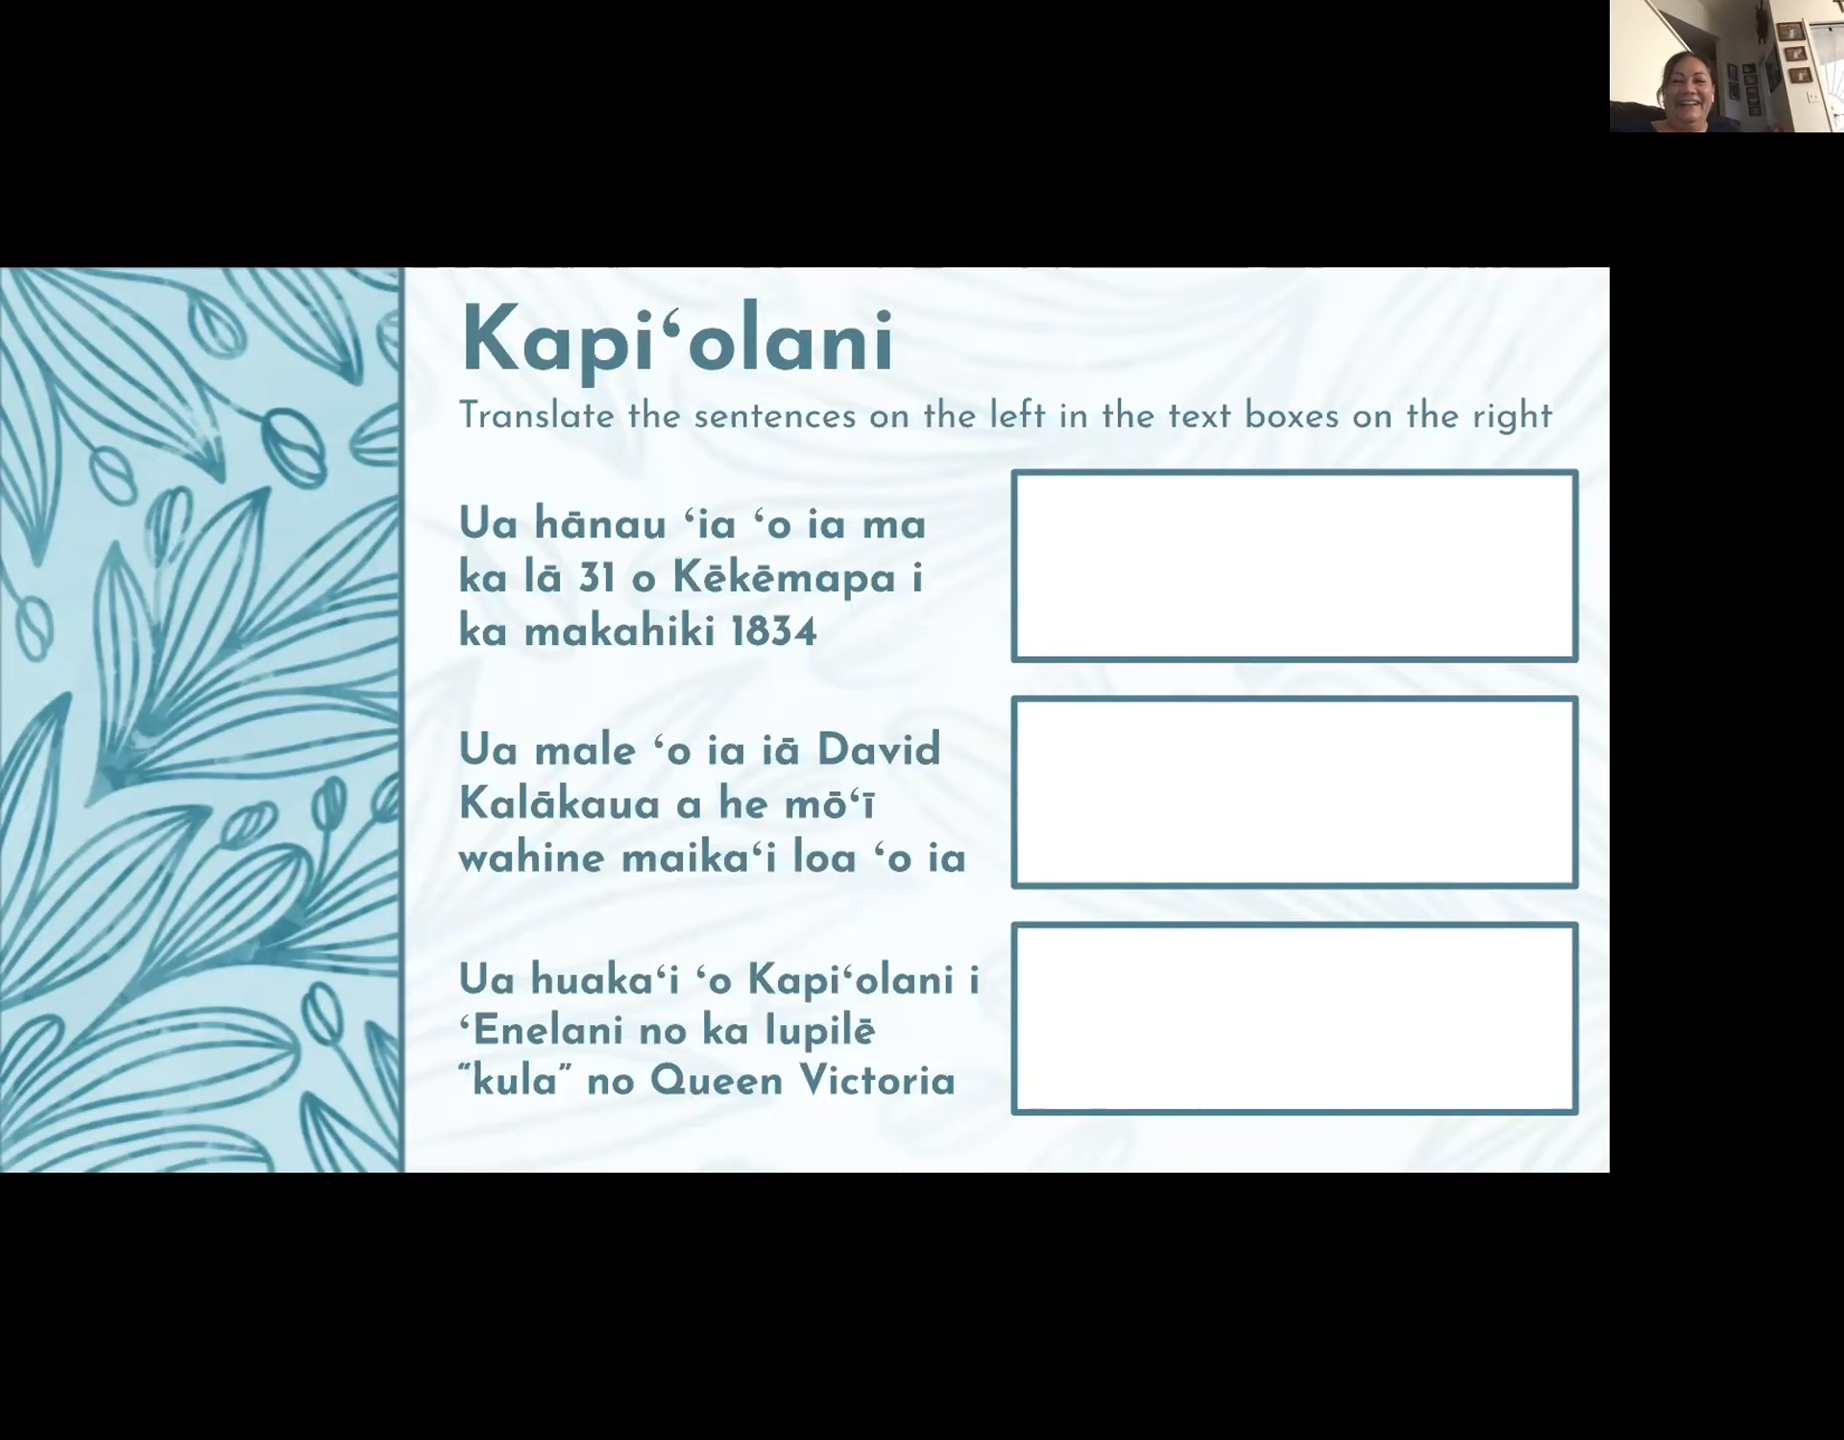 Kapiʻolani
Translate the sentences on the left in the text boxes on the right
Ua hānau ʻia ʻo ia ma
ka lā 31 o Kēkēmapa i
ka makahiki 1834
Ua male ʻo ia iā David
Kalākaua a he mōʻī
wahine maikaʻi loa ʻo ia
Ua huakaʻi ʻo Kapiʻolani i
ʻEnelani no ka Iupilē
“kula” no Queen Victoria